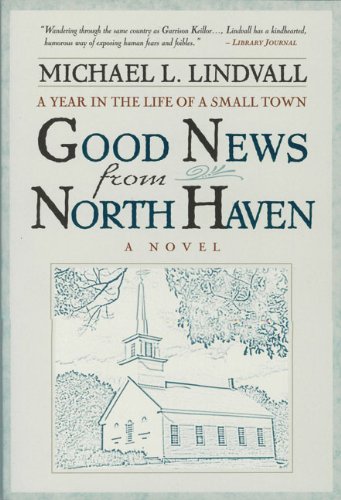 "Wandering through the same country as Garrison Keillor..., Lindvall has a kindhearted,
humorous way of exposing human fears and foibles." – LIBRARY JOURNAL
MICHAEL L. LINDVALL
A YEAR IN THE LIFE OF A SMALL TOWN
GOOD NEWS
from
NORTH HAVEN
A NOVEL